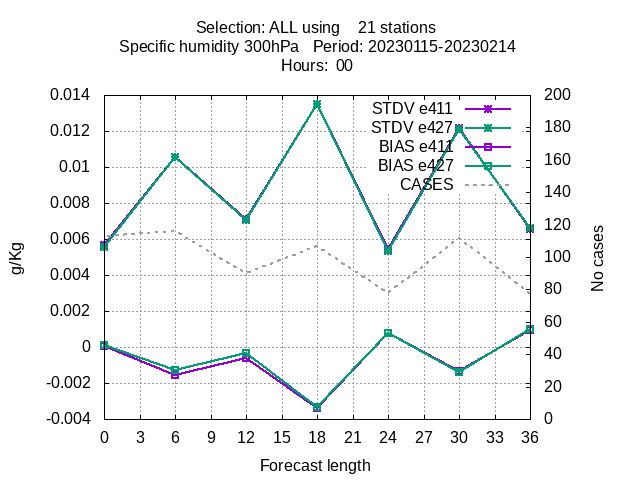 Selection: ALL using    21 stations
Specific humidity 300hPa   Period: 20230115-20230214
Hours:  00
0.014
0.012
0.01
0.008
0.006
0.004
0.002
0
-0.002
-0.004
g/Kg
STDV e411
STDV e427
BIAS e411
BIAS e427
CASES
200
180
160
140
120
100
80
60
40
20
0
No cases
0 3 6 9 12 15 18 21 24 27 30 33 36
Forecast length